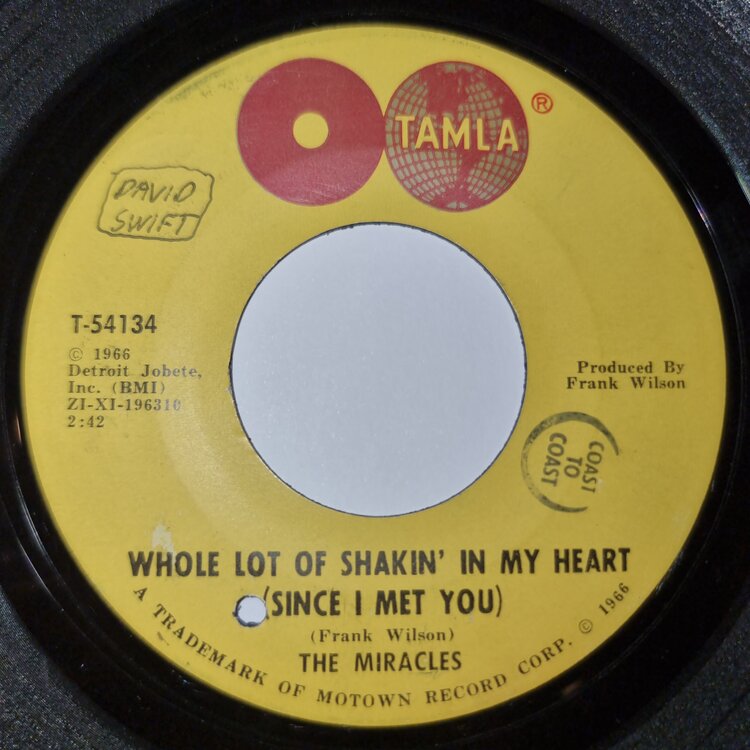 TAMLA ®
DAVID
SWIFT
T-54134
© 1966
Detroit Jobete,
Inc. (BMI)
ZI-XI-196310
2:42
Produced By
Frank Wilson
COAST
TO
COAST
WHOLE LOT OF SHAKIN' IN MY HEART
(SINCE I MET YOU)
(Frank Wilson)
THE MIRACLES
A TRADEMARK OF MOTOWN RECORD CORP. © 1966